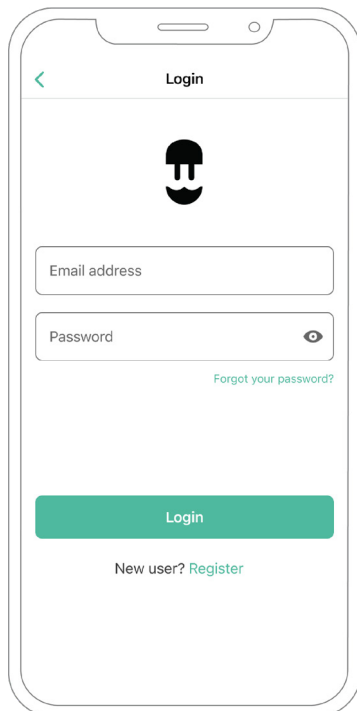 Login
Email address
Password
Forgot your password?
Login
New user? Register